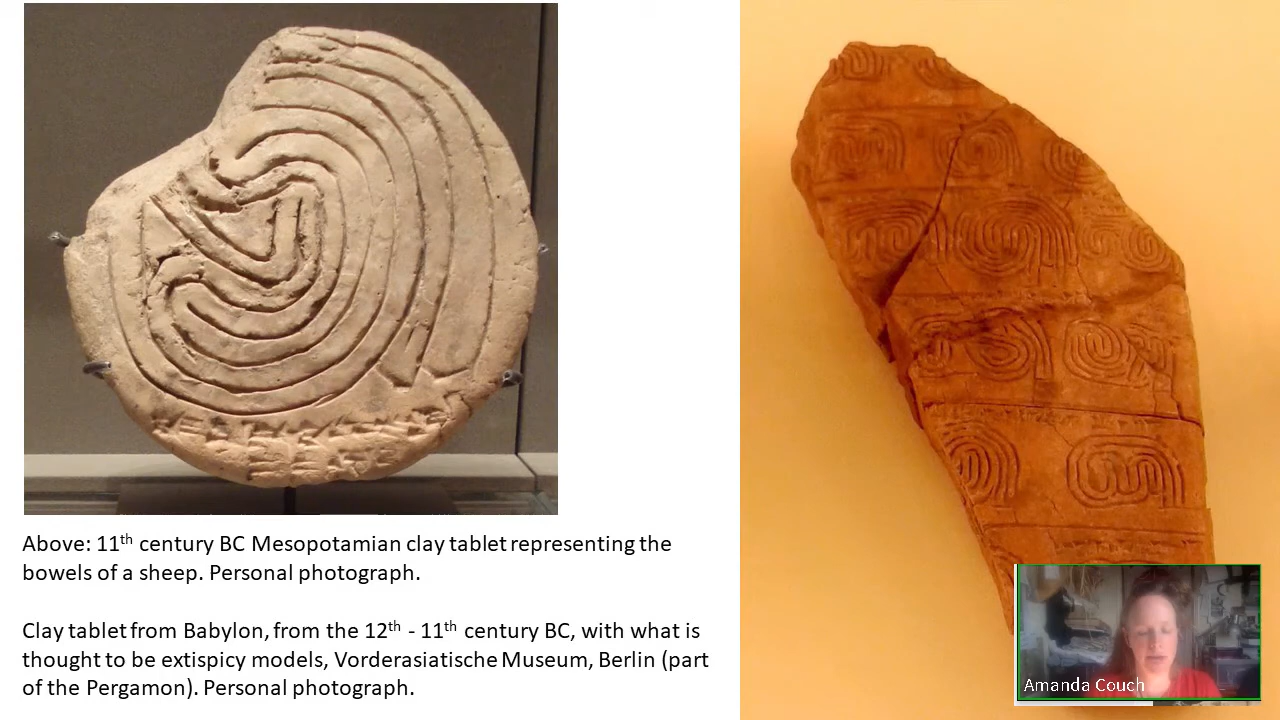 Above: 11th century BC Mesopotamian clay tablet representing the
bowels of a sheep. Personal photograph.
Clay tablet from Babylon, from the 12th - 11th century BC, with what is
thought to be extispicy models, Vorderasiatische Museum, Berlin (part
of the Pergamon). Personal photograph.
Amanda Couch